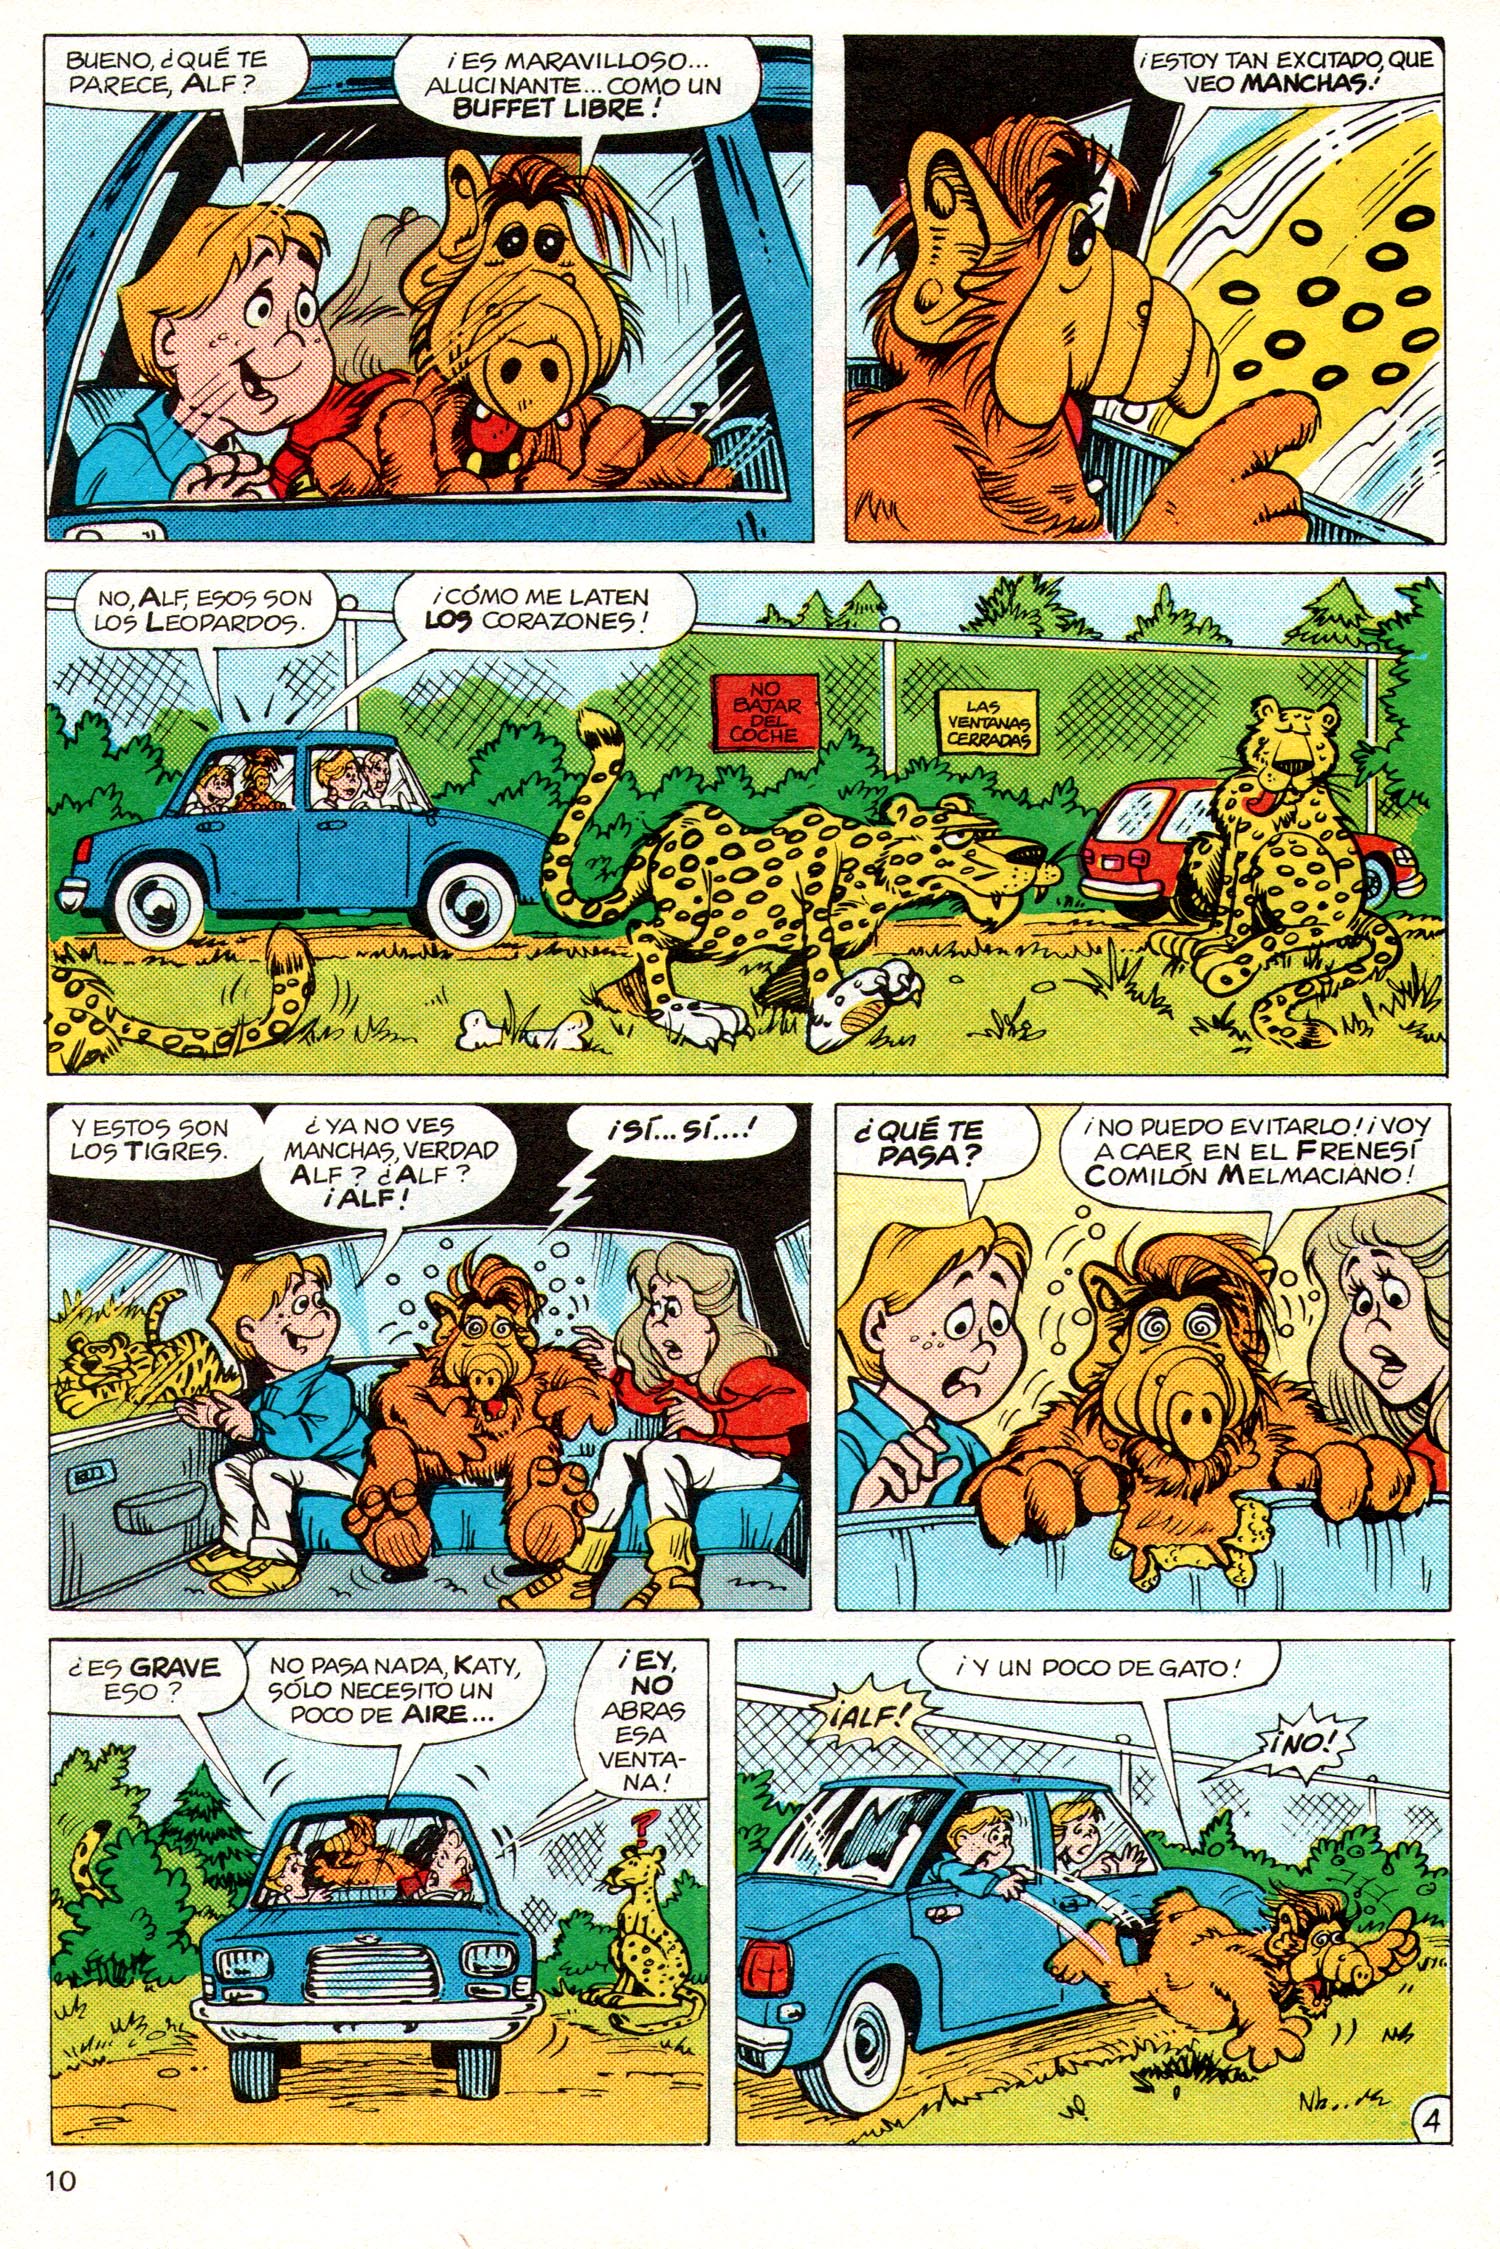 BUENO, ¿QUÉ TE
PARECE, ALF?
¡ES MARAVILLOSO...
ALUCINANTE... COMO UN
BUFFET LIBRE!
¡ESTOY TAN EXCITADO, QUE
VEO MANCHAS!
NO, ALF, ESOS SON
LOS LEOPARDOS.
¡CÓMO ME LATEN
LOS CORAZONES!
NO
BAJAR
DEL
COCHE
LAS
VENTANAS
CERRADAS
Y ESTOS SON
LOS TIGRES.
¿YA NO VES
MANCHAS, VERDAD
ALF? ¿ALF?
¡ALF!
¡SÍ...SÍ...!
¿QUÉ TE
PASA?
¡NO PUEDO EVITARLO! ¡VOY
A CAER EN EL FRENESÍ
COMILÓN MELMACIANO!
¿ES GRAVE
ESO?
NO PASA NADA, KATY,
SÓLO NECESITO UN
POCO DE AIRE...
¡EY,
NO
ABRAS
ESA
VENTA-
NA!
?
¡ALF!
¡Y UN POCO DE GATO!
¡NO!
4
10